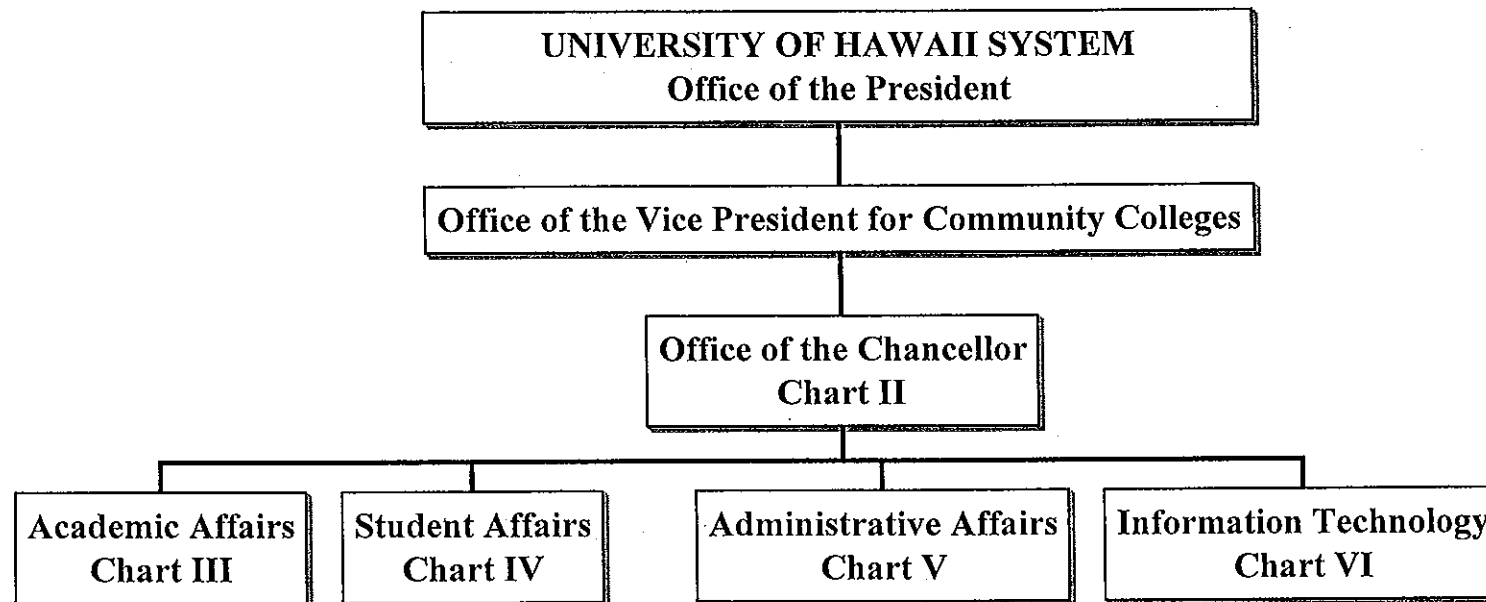 UNIVERSITY OF HAWAII SYSTEM
Office of the President
Office of the Vice President for Community Colleges
Office of the Chancellor
Chart II
Academic Affairs
Chart III
Student Affairs
Chart IV
Administrative Affairs
Chart V
Information Technology
Chart VI